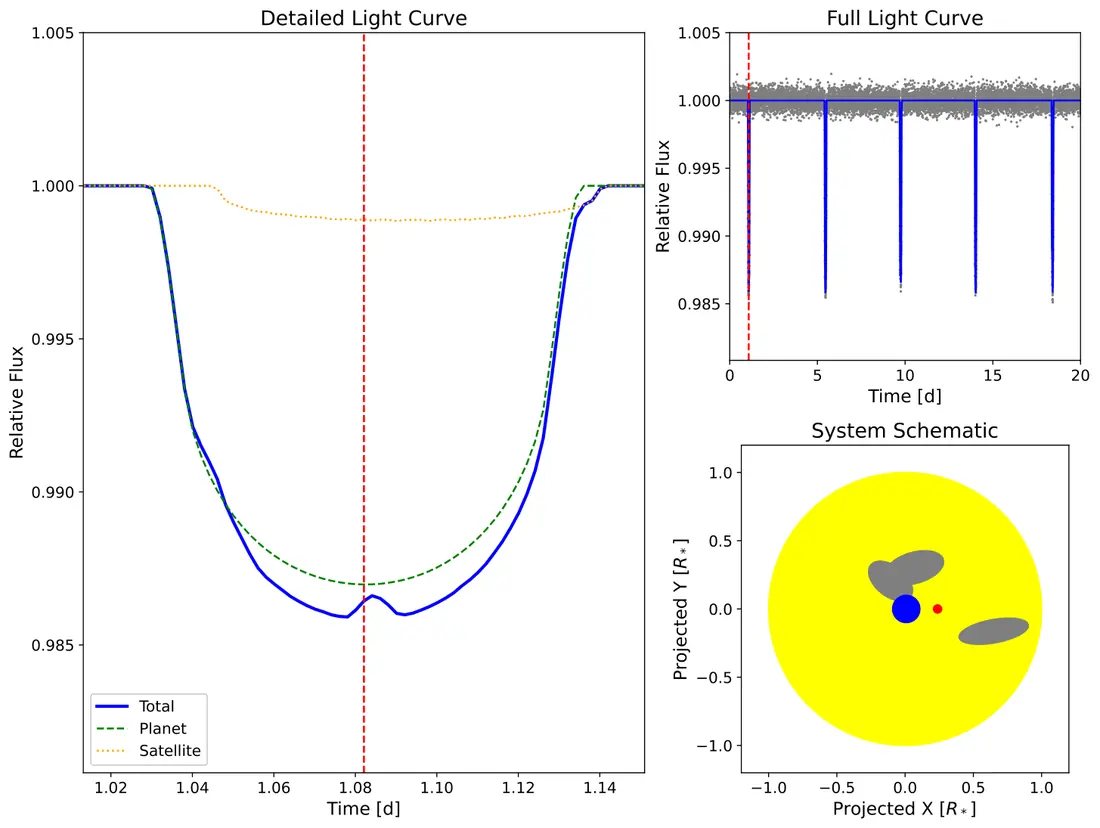 Detailed Light Curve
1.005
1.000
0.995
0.990
0.985
Relative Flux
1.02 1.04 1.06 1.08 1.10 1.12 1.14
Time [d]
Total
Planet
Satellite
Full Light Curve
1.005
1.000
0.995
0.990
0.985
Relative Flux
0 5 10 15 20
Time [d]
System Schematic
1.0
0.5
0.0
−0.5
−1.0
Projected Y [R*]
−1.0 −0.5 0.0 0.5 1.0
Projected X [R*]